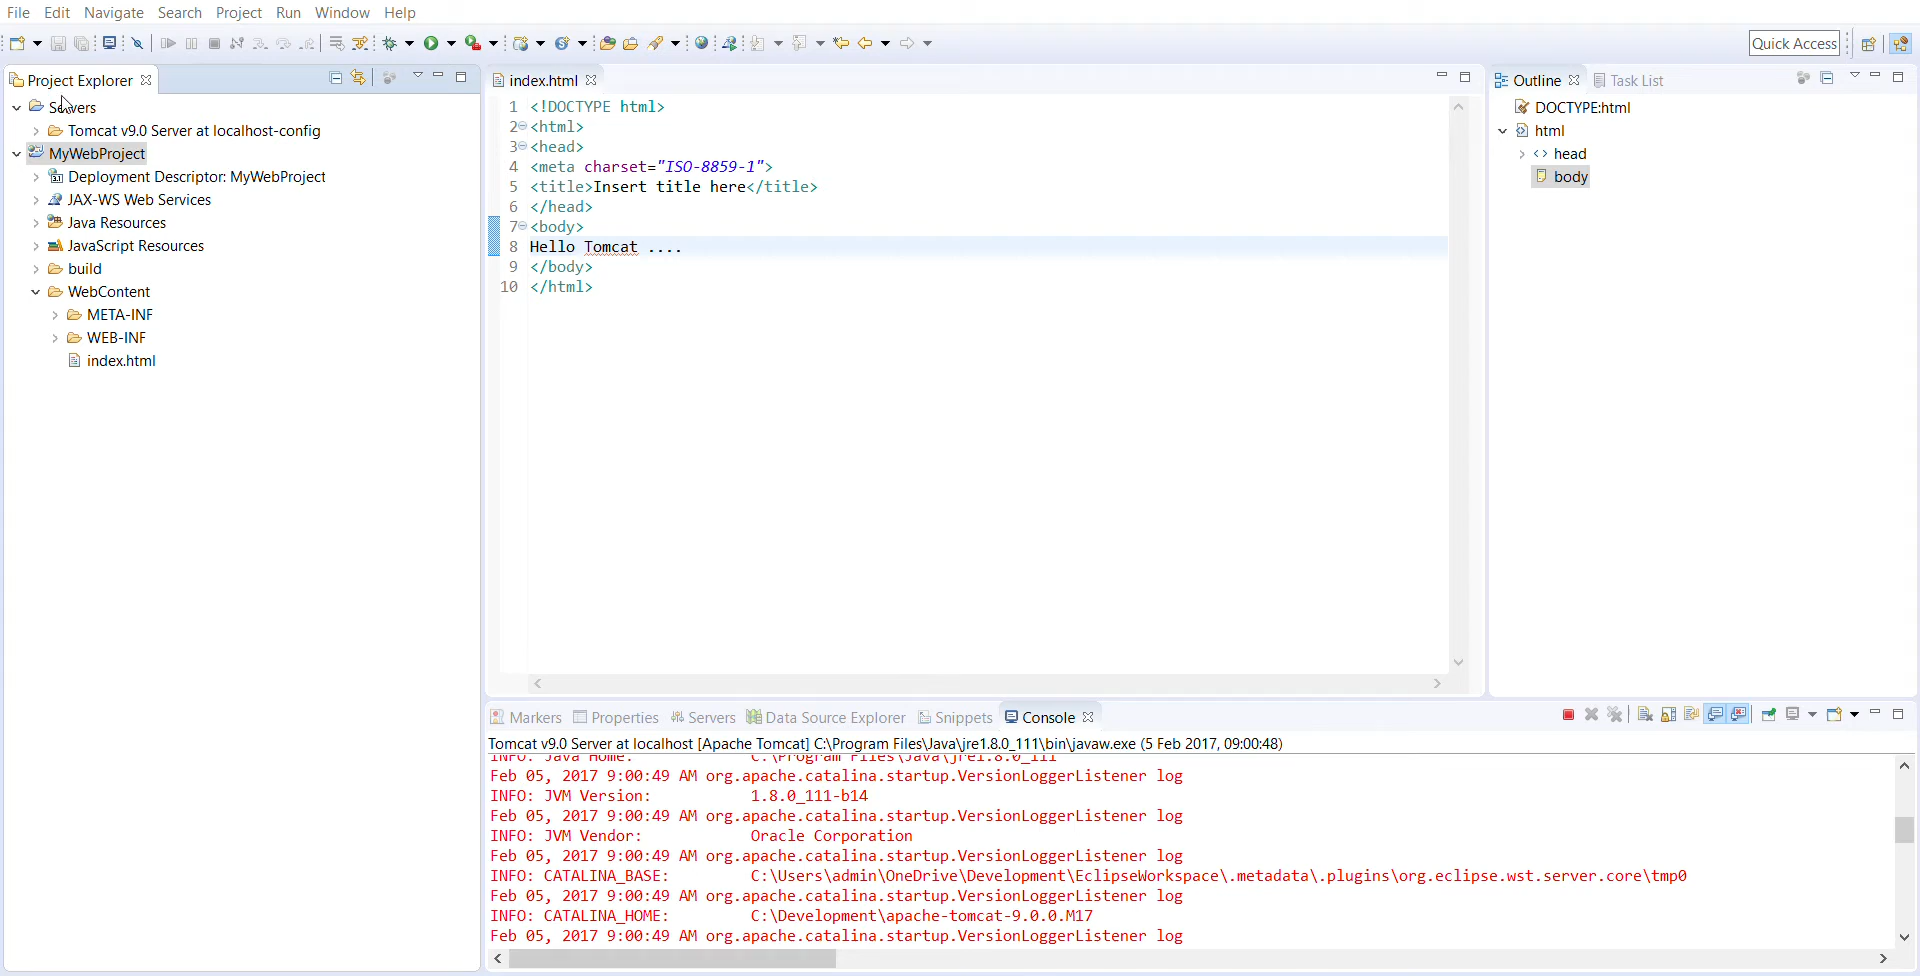 File Edit Navigate Search Project Run Window Help
Quick Access
Project Explorer
Servers
Tomcat v9.0 Server at localhost-config
MyWebProject
Deployment Descriptor: MyWebProject
JAX-WS Web Services
Java Resources
JavaScript Resources
build
WebContent
META-INF
WEB-INF
index.html
index.html
1 <!DOCTYPE html>
2 <html>
3 <head>
4 <meta charset="ISO-8859-1">
5 <title>Insert title here</title>
6 </head>
7 <body>
8 Hello Tomcat ....
9 </body>
10 </html>
Outline Task List
DOCTYPE:html
html
head
body
Markers Properties Servers Data Source Explorer Snippets Console
Tomcat v9.0 Server at localhost [Apache Tomcat] C:\Program Files\Java\jre1.8.0_111\bin\javaw.exe (5 Feb 2017, 09:00:48)
INFO: Java Home: C:\Program Files\Java\jre1.8.0_111
Feb 05, 2017 9:00:49 AM org.apache.catalina.startup.VersionLoggerListener log
INFO: JVM Version: 1.8.0_111-b14
Feb 05, 2017 9:00:49 AM org.apache.catalina.startup.VersionLoggerListener log
INFO: JVM Vendor: Oracle Corporation
Feb 05, 2017 9:00:49 AM org.apache.catalina.startup.VersionLoggerListener log
INFO: CATALINA_BASE: C:\Users\admin\OneDrive\Development\EclipseWorkspace\.metadata\.plugins\org.eclipse.wst.server.core\tmp0
Feb 05, 2017 9:00:49 AM org.apache.catalina.startup.VersionLoggerListener log
INFO: CATALINA_HOME: C:\Development\apache-tomcat-9.0.0.M17
Feb 05, 2017 9:00:49 AM org.apache.catalina.startup.VersionLoggerListener log